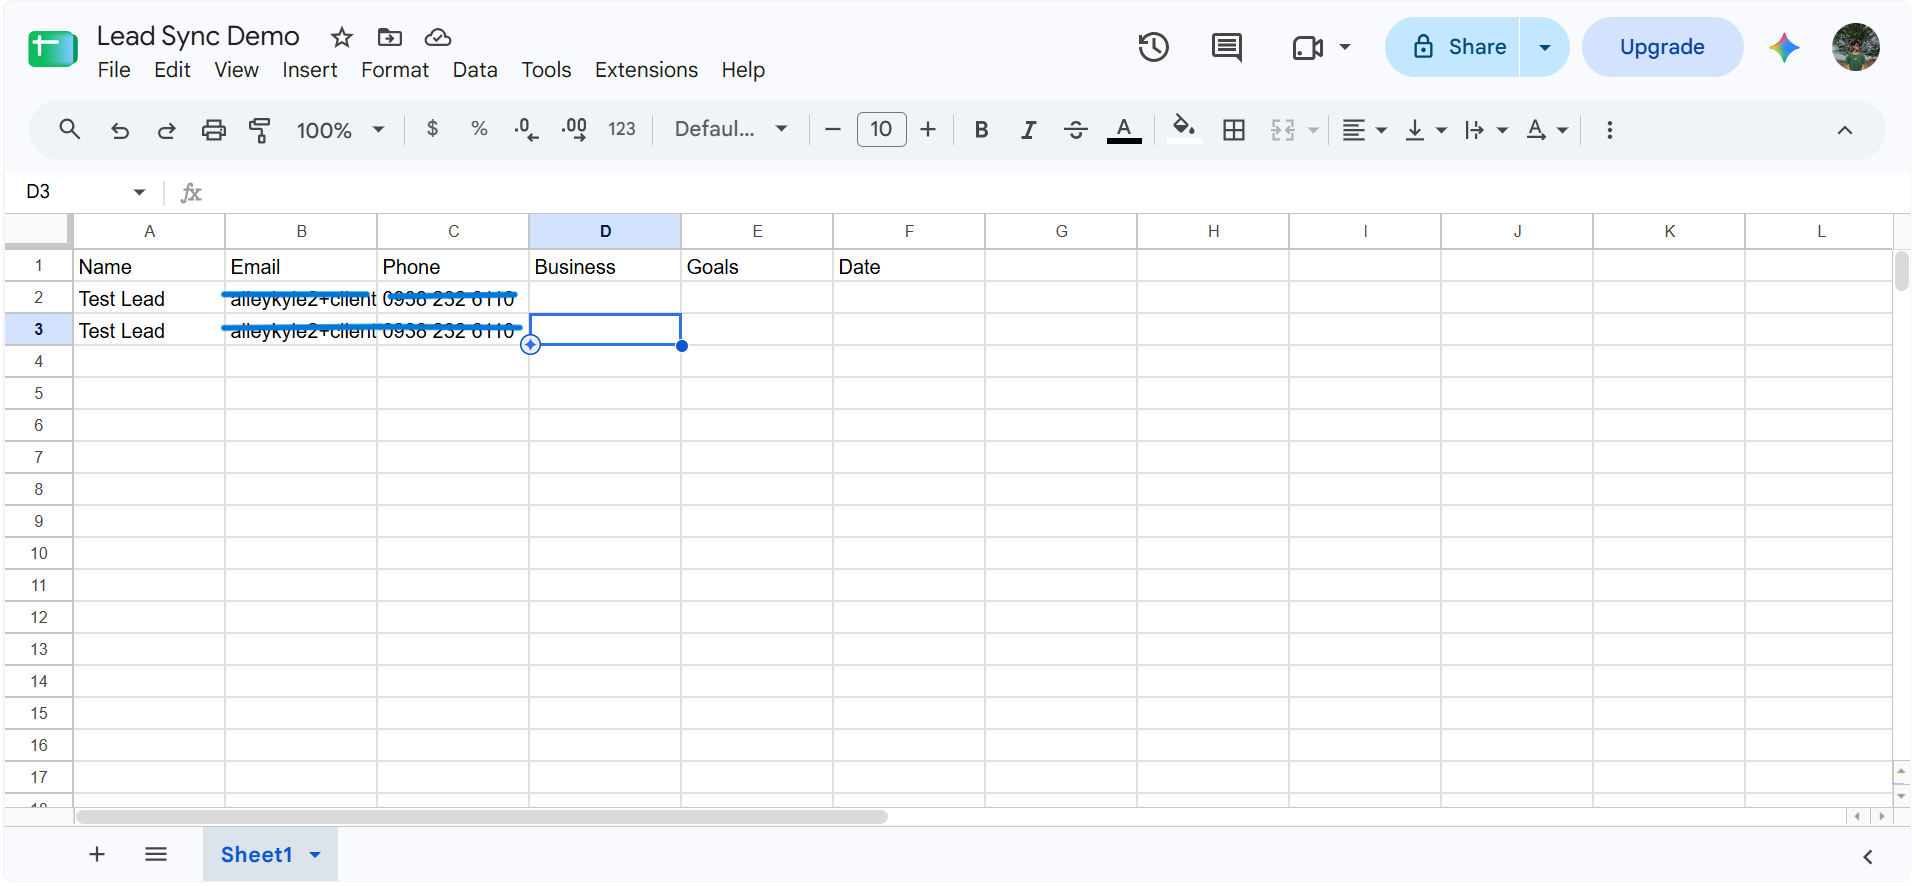 Lead Sync Demo
File Edit View Insert Format Data Tools Extensions Help
Share
Upgrade
100% $ % .0 .00 123 Defaul... 10 B I S A A
D3 fx
A B C D E F G H I J K L
1 Name Email Phone Business Goals Date
2 Test Lead
3 Test Lead
4
5
6
7
8
9
10
11
12
13
14
15
16
17
Sheet1